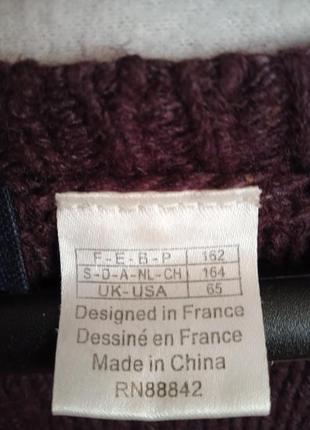 F-E-B-P 162
S-D-A-NL-CH 164
UK-USA 65
Designed in France
Dessiné en France
Made in China
RN88842